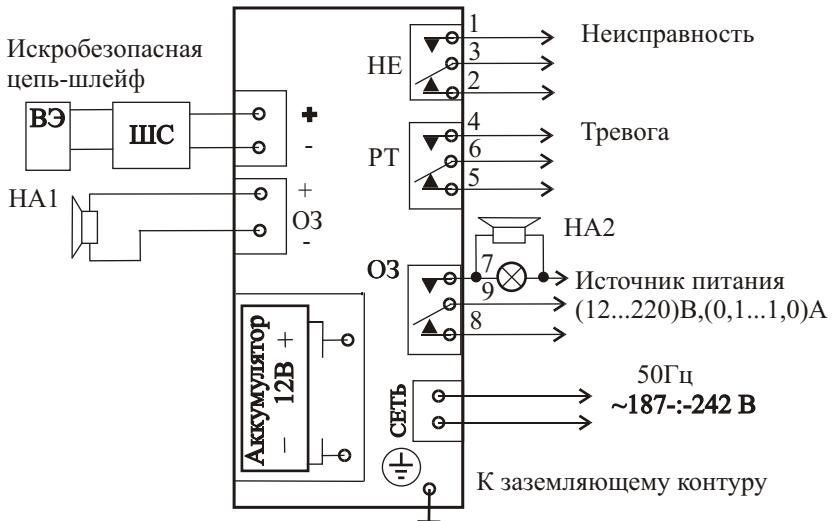 Искробезопасная
цепь-шлейф
ВЭ
ШС
+
-
НА1
+
ОЗ
-
Аккумулятор
12В
+
–
НЕ
1
3
2
Неисправность
РТ
4
6
5
Тревога
НА2
ОЗ
7
9
8
Источник питания
(12...220)В,(0,1...1,0)А
СЕТЬ
50Гц
~187-:-242 В
К заземляющему контуру